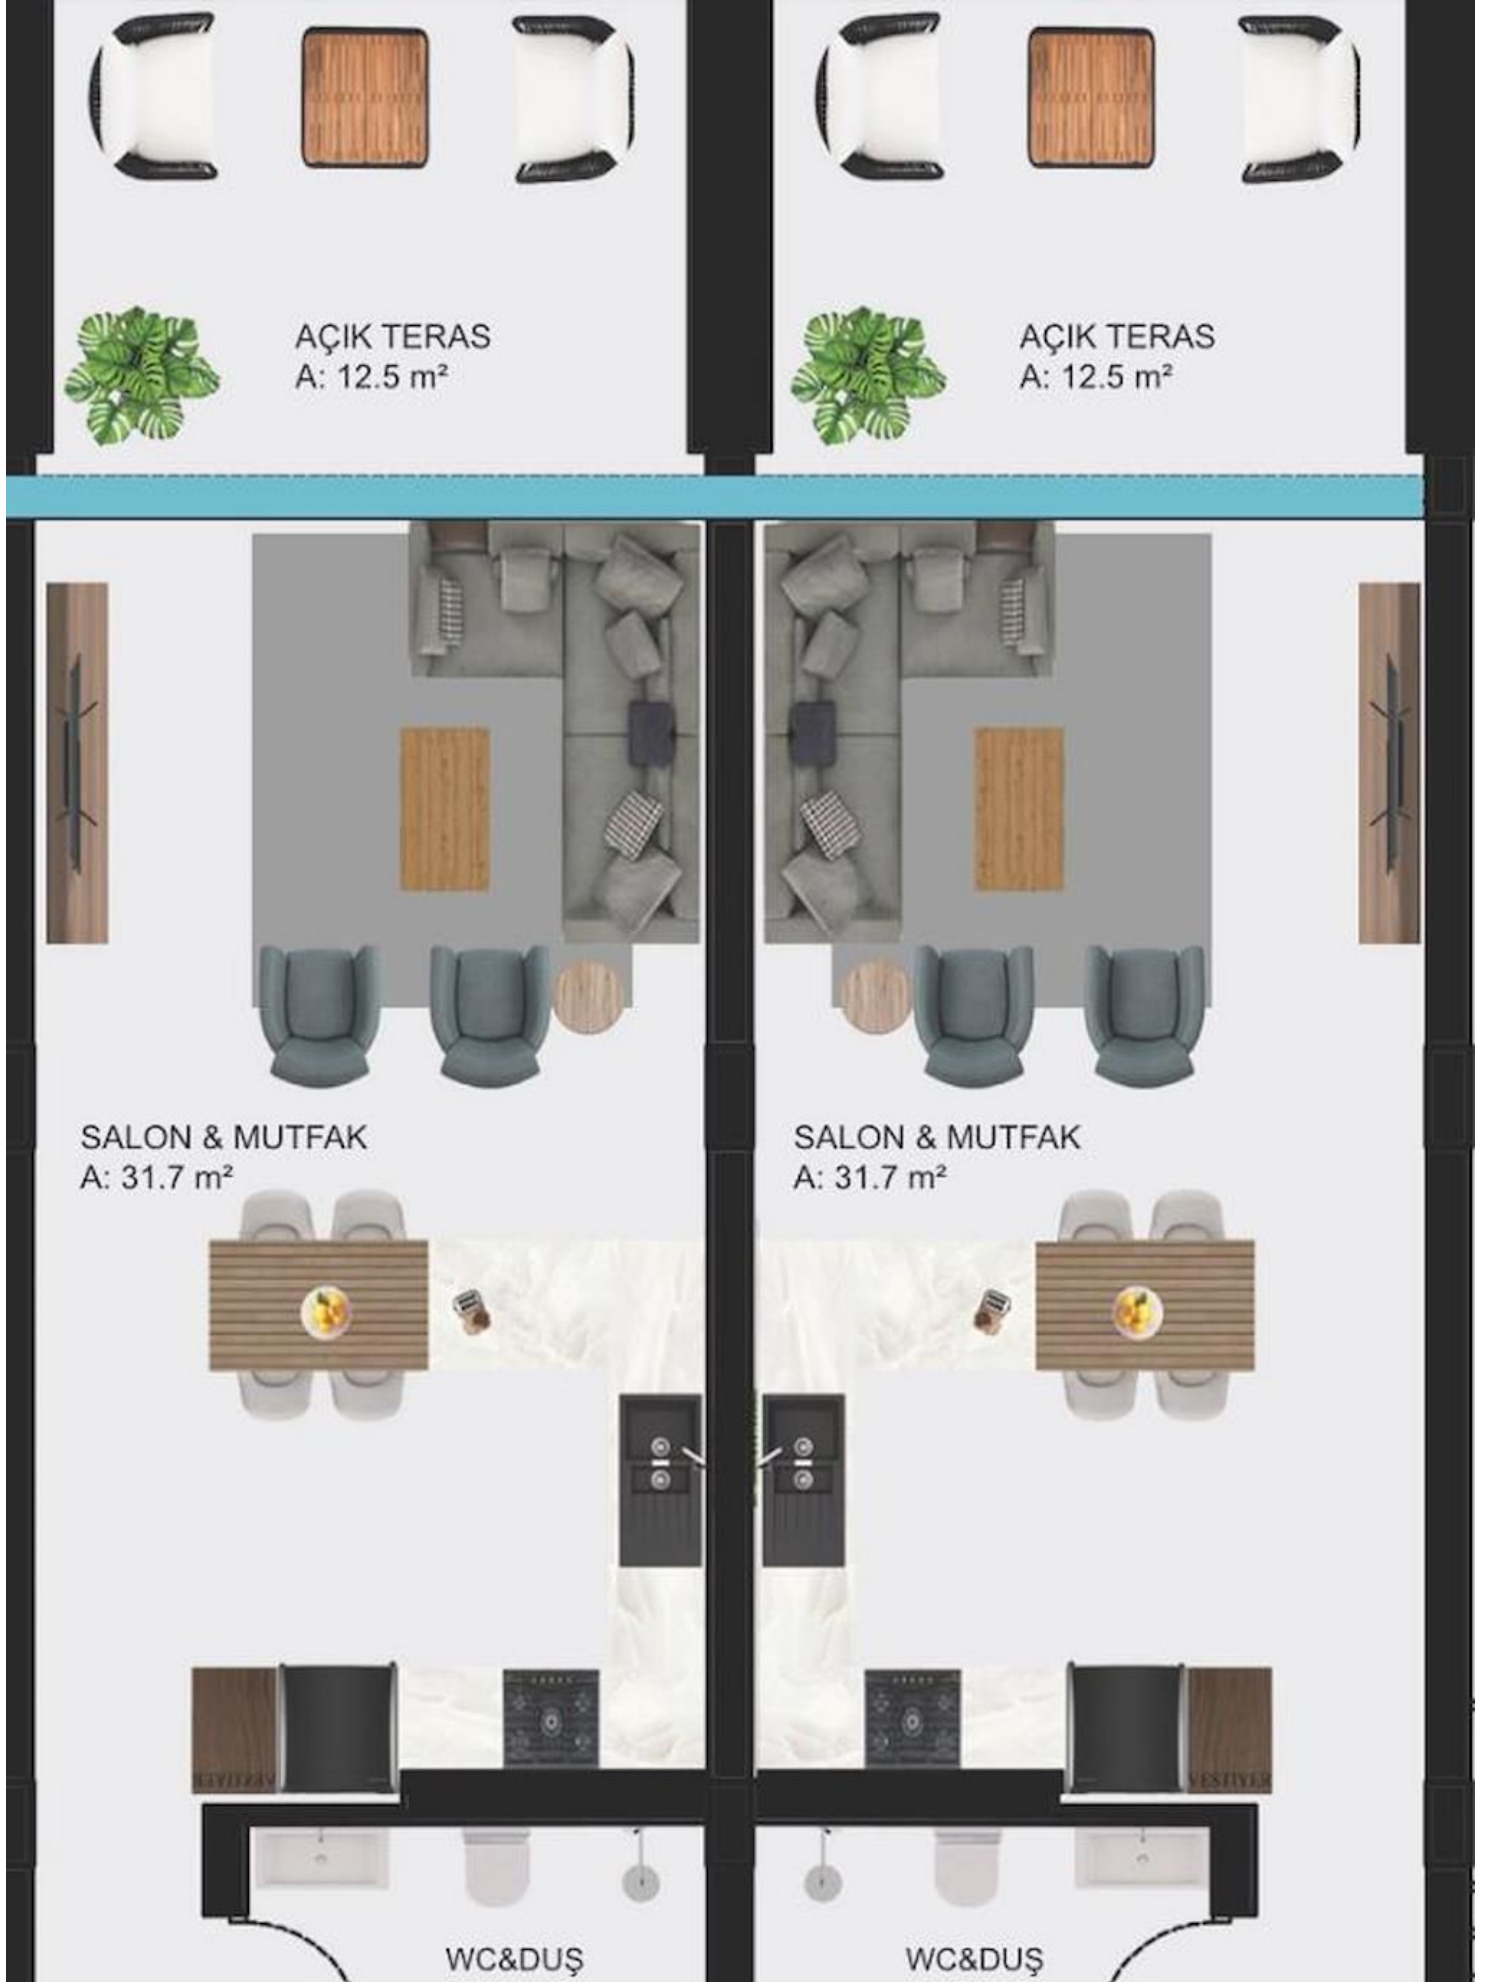 AÇIK TERAS
A: 12.5 m²
AÇIK TERAS
A: 12.5 m²
SALON & MUTFAK
A: 31.7 m²
SALON & MUTFAK
A: 31.7 m²
VESTİYER
VESTİYER
WC&DUŞ
WC&DUŞ